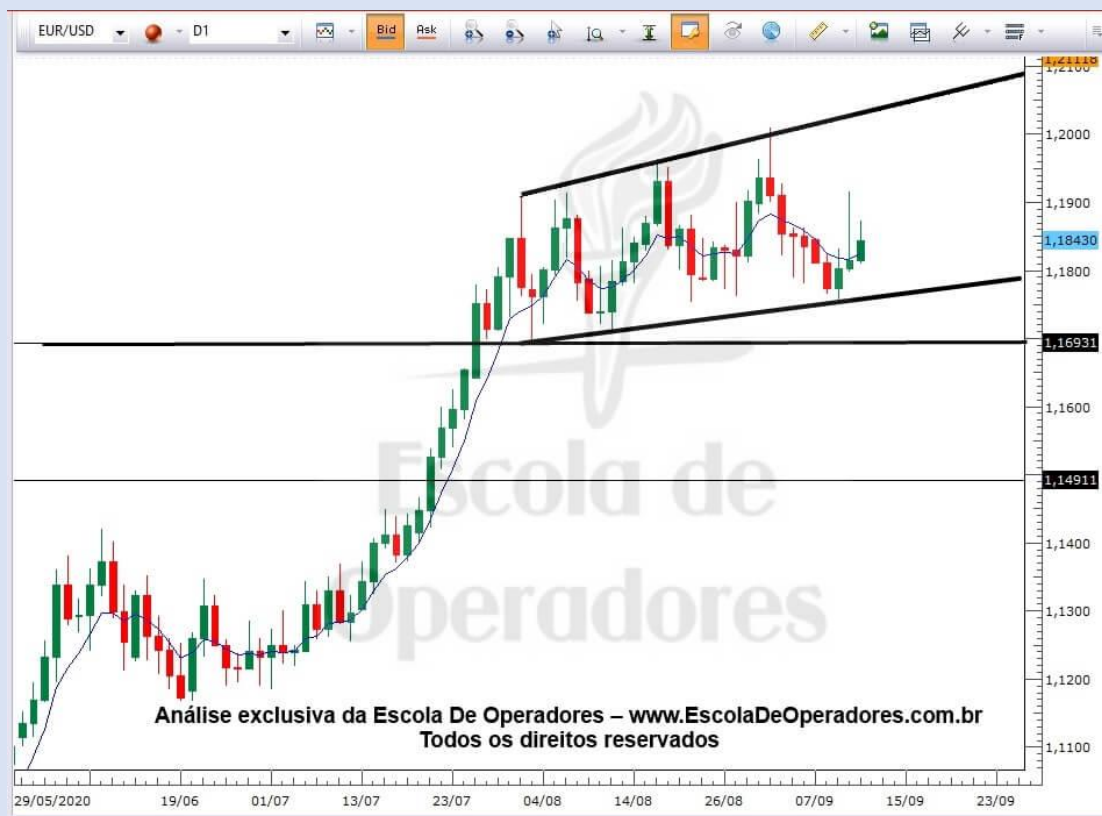 EUR/USD D1 Bid Ask
1,21118
1,2100
1,2000
1,1900
1,18430
1,1800
1,16931
1,1600
1,14911
1,1400
1,1300
1,1200
1,1100
Escola de
Operadores
Análise exclusiva da Escola De Operadores – www.EscolaDeOperadores.com.br
Todos os direitos reservados
29/05/2020 19/06 01/07 13/07 23/07 04/08 14/08 26/08 07/09 15/09 23/09